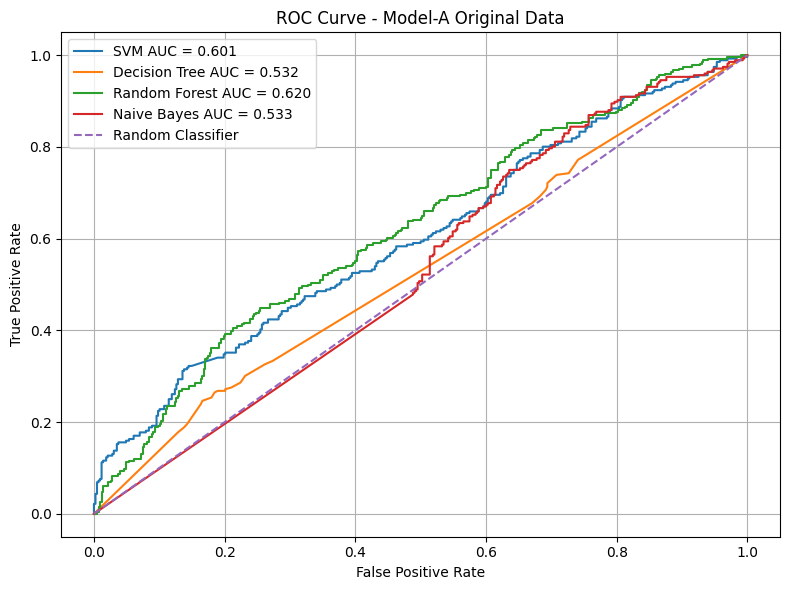 ROC Curve - Model-A Original Data
SVM AUC = 0.601
Decision Tree AUC = 0.532
Random Forest AUC = 0.620
Naive Bayes AUC = 0.533
Random Classifier
True Positive Rate
1.0
0.8
0.6
0.4
0.2
0.0
0.0 0.2 0.4 0.6 0.8 1.0
False Positive Rate